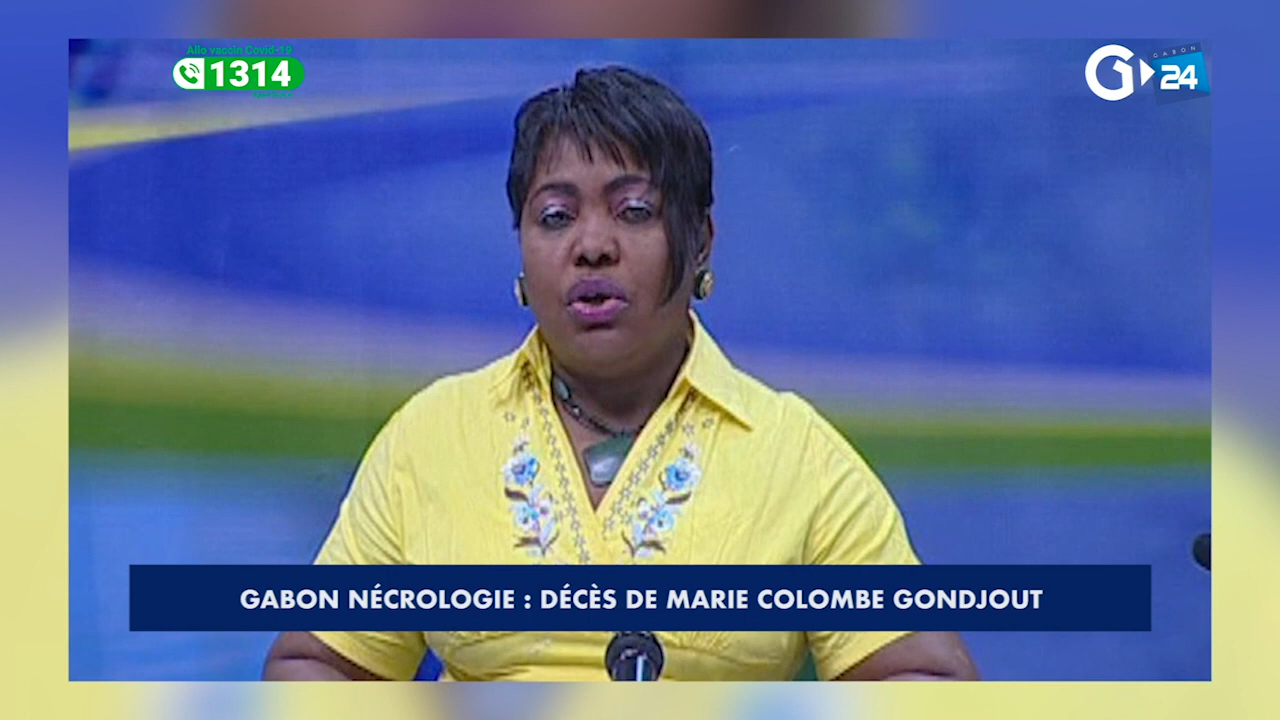 Allo vaccin Covid-19
1314
GABON
24
GABON NÉCROLOGIE : DÉCÈS DE MARIE COLOMBE GONDJOUT